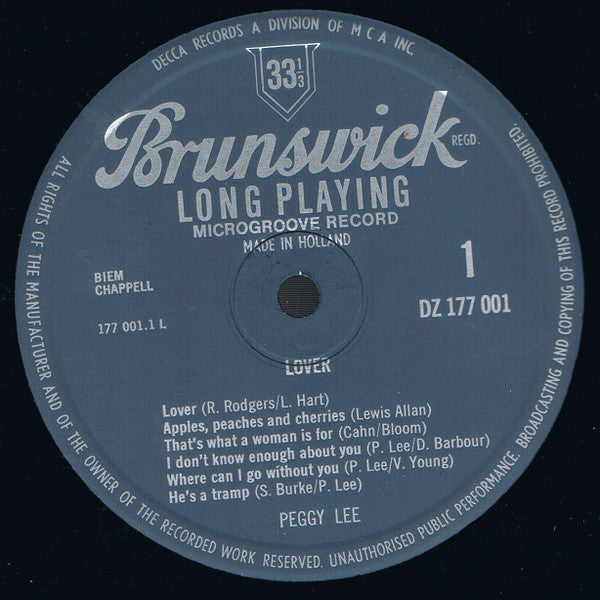 DECCA RECORDS A DIVISION OF M C A INC.
33 1/3
Brunswick REGD.
LONG PLAYING
MICROGROOVE RECORD
MADE IN HOLLAND
BIEM
CHAPPELL
1
177 001.1 L
DZ 177 001
LOVER
Lover (R. Rodgers/L. Hart)
Apples, peaches and cherries (Lewis Allan)
That's what a woman is for (Cahn/Bloom)
I don't know enough about you (P. Lee/D. Barbour)
Where can I go without you (P. Lee/V. Young)
He's a tramp (S. Burke/P. Lee)
PEGGY LEE
ALL RIGHTS OF THE MANUFACTURER AND OF THE OWNER OF THE RECORDED WORK RESERVED. UNAUTHORISED PUBLIC PERFORMANCE, BROADCASTING AND COPYING OF THIS RECORD PROHIBITED.